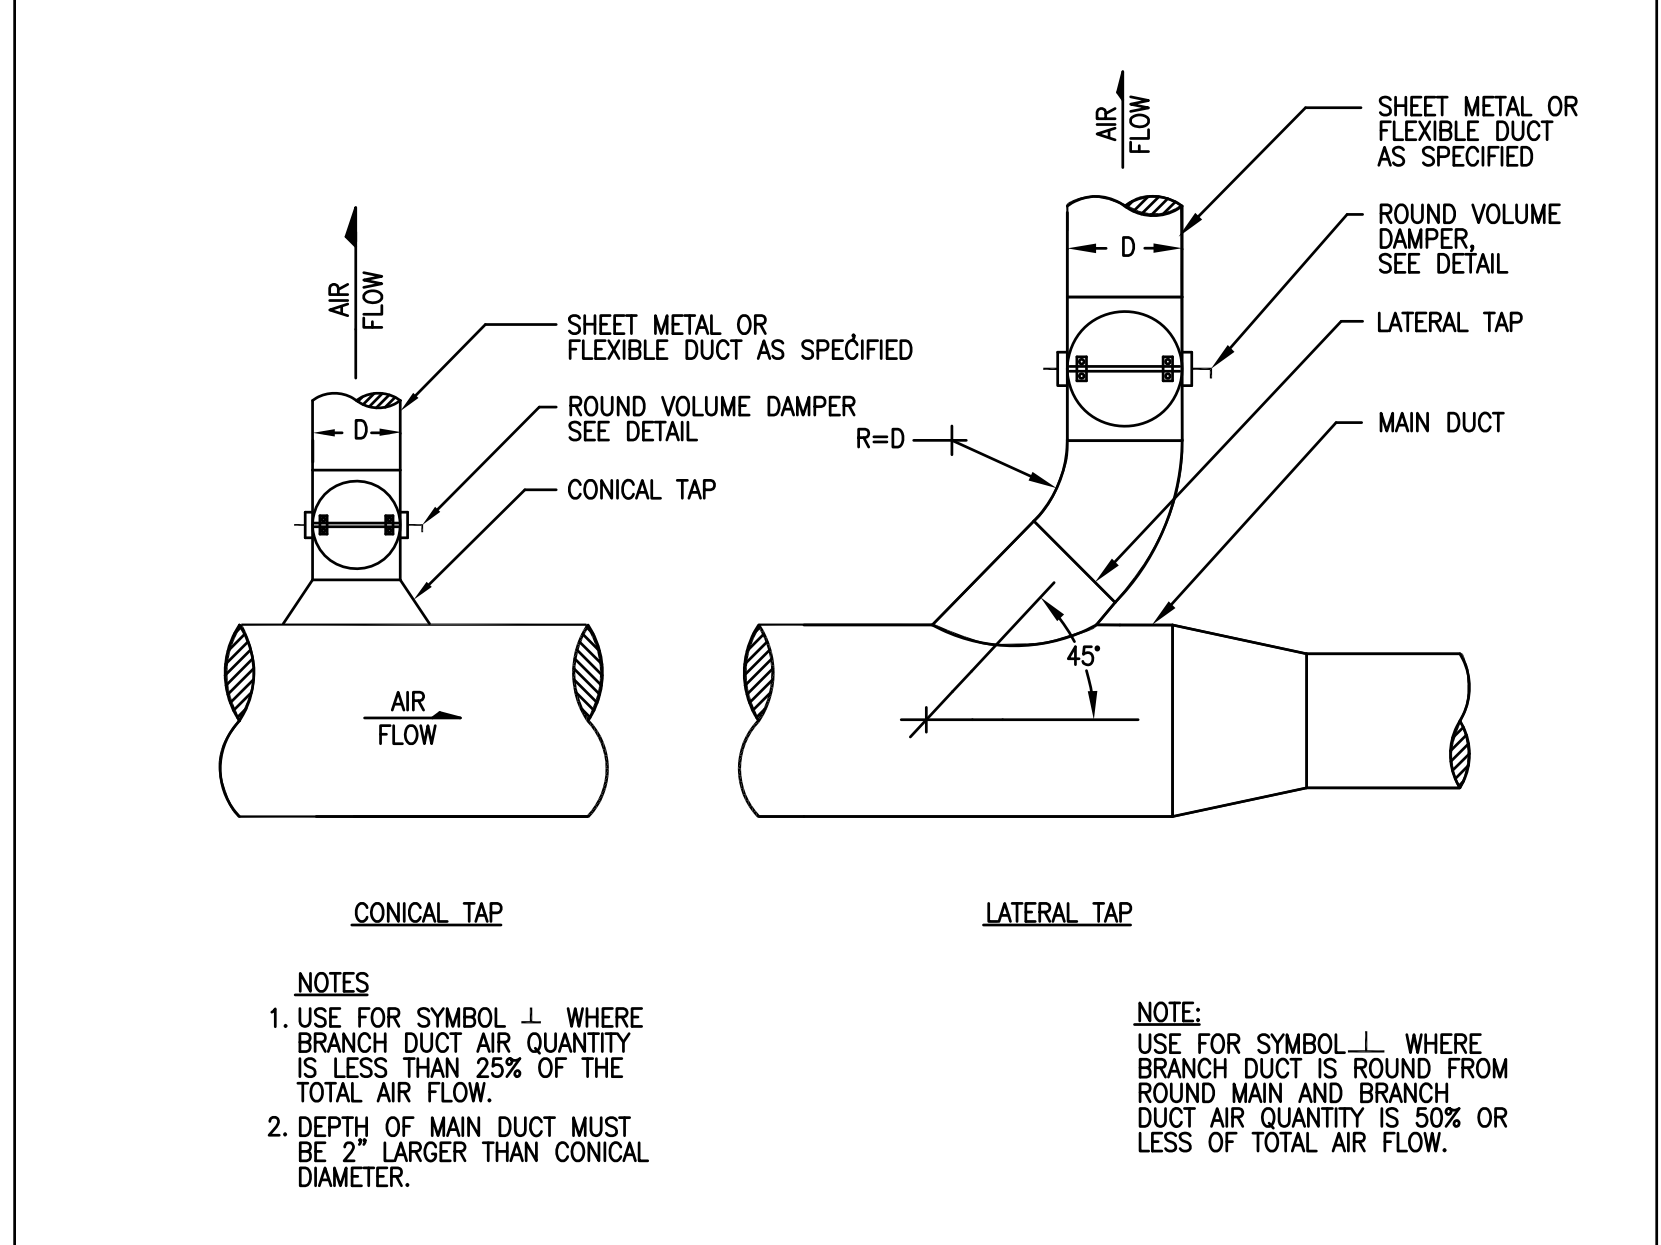 AIR
FLOW
SHEET METAL OR
FLEXIBLE DUCT AS SPECIFIED
D
ROUND VOLUME DAMPER
SEE DETAIL
CONICAL TAP
AIR
FLOW
CONICAL TAP
NOTES
1. USE FOR SYMBOL ⊥ WHERE
BRANCH DUCT AIR QUANTITY
IS LESS THAN 25% OF THE
TOTAL AIR FLOW.
2. DEPTH OF MAIN DUCT MUST
BE 2" LARGER THAN CONICAL
DIAMETER.
AIR
FLOW
SHEET METAL OR
FLEXIBLE DUCT
AS SPECIFIED
ROUND VOLUME
DAMPER,
SEE DETAIL
D
LATERAL TAP
MAIN DUCT
R=D
45°
LATERAL TAP
NOTE:
USE FOR SYMBOL ⊥ WHERE
BRANCH DUCT IS ROUND FROM
ROUND MAIN AND BRANCH
DUCT AIR QUANTITY IS 50% OR
LESS OF TOTAL AIR FLOW.